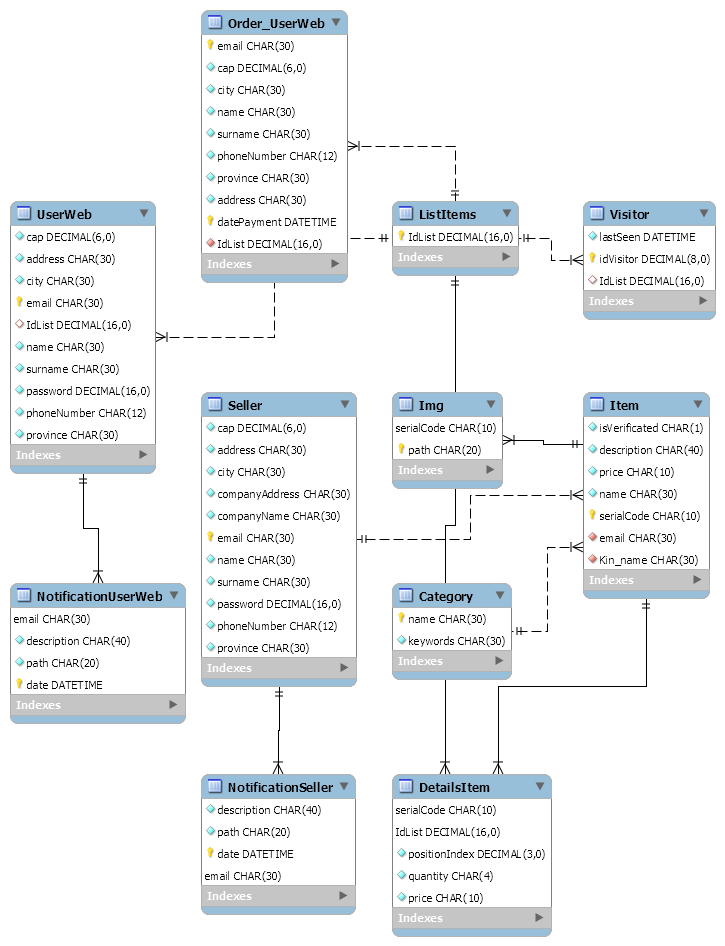 Order_UserWeb
email CHAR(30)
cap DECIMAL(6,0)
city CHAR(30)
name CHAR(30)
surname CHAR(30)
phoneNumber CHAR(12)
province CHAR(30)
address CHAR(30)
datePayment DATETIME
IdList DECIMAL(16,0)
Indexes
UserWeb
cap DECIMAL(6,0)
address CHAR(30)
city CHAR(30)
email CHAR(30)
IdList DECIMAL(16,0)
name CHAR(30)
surname CHAR(30)
password DECIMAL(16,0)
phoneNumber CHAR(12)
province CHAR(30)
Indexes
ListItems
IdList DECIMAL(16,0)
Indexes
Visitor
lastSeen DATETIME
idVisitor DECIMAL(8,0)
IdList DECIMAL(16,0)
Indexes
Seller
cap DECIMAL(6,0)
address CHAR(30)
city CHAR(30)
companyAddress CHAR(30)
companyName CHAR(30)
email CHAR(30)
name CHAR(30)
surname CHAR(30)
password DECIMAL(16,0)
phoneNumber CHAR(12)
province CHAR(30)
Indexes
Img
serialCode CHAR(10)
path CHAR(20)
Indexes
Item
isVerificated CHAR(1)
description CHAR(40)
price CHAR(10)
name CHAR(30)
serialCode CHAR(10)
email CHAR(30)
Kin_name CHAR(30)
Indexes
NotificationUserWeb
email CHAR(30)
description CHAR(40)
path CHAR(20)
date DATETIME
Indexes
Category
name CHAR(30)
keywords CHAR(30)
Indexes
NotificationSeller
description CHAR(40)
path CHAR(20)
date DATETIME
email CHAR(30)
Indexes
DetailsItem
serialCode CHAR(10)
IdList DECIMAL(16,0)
positionIndex DECIMAL(3,0)
quantity CHAR(4)
price CHAR(10)
Indexes